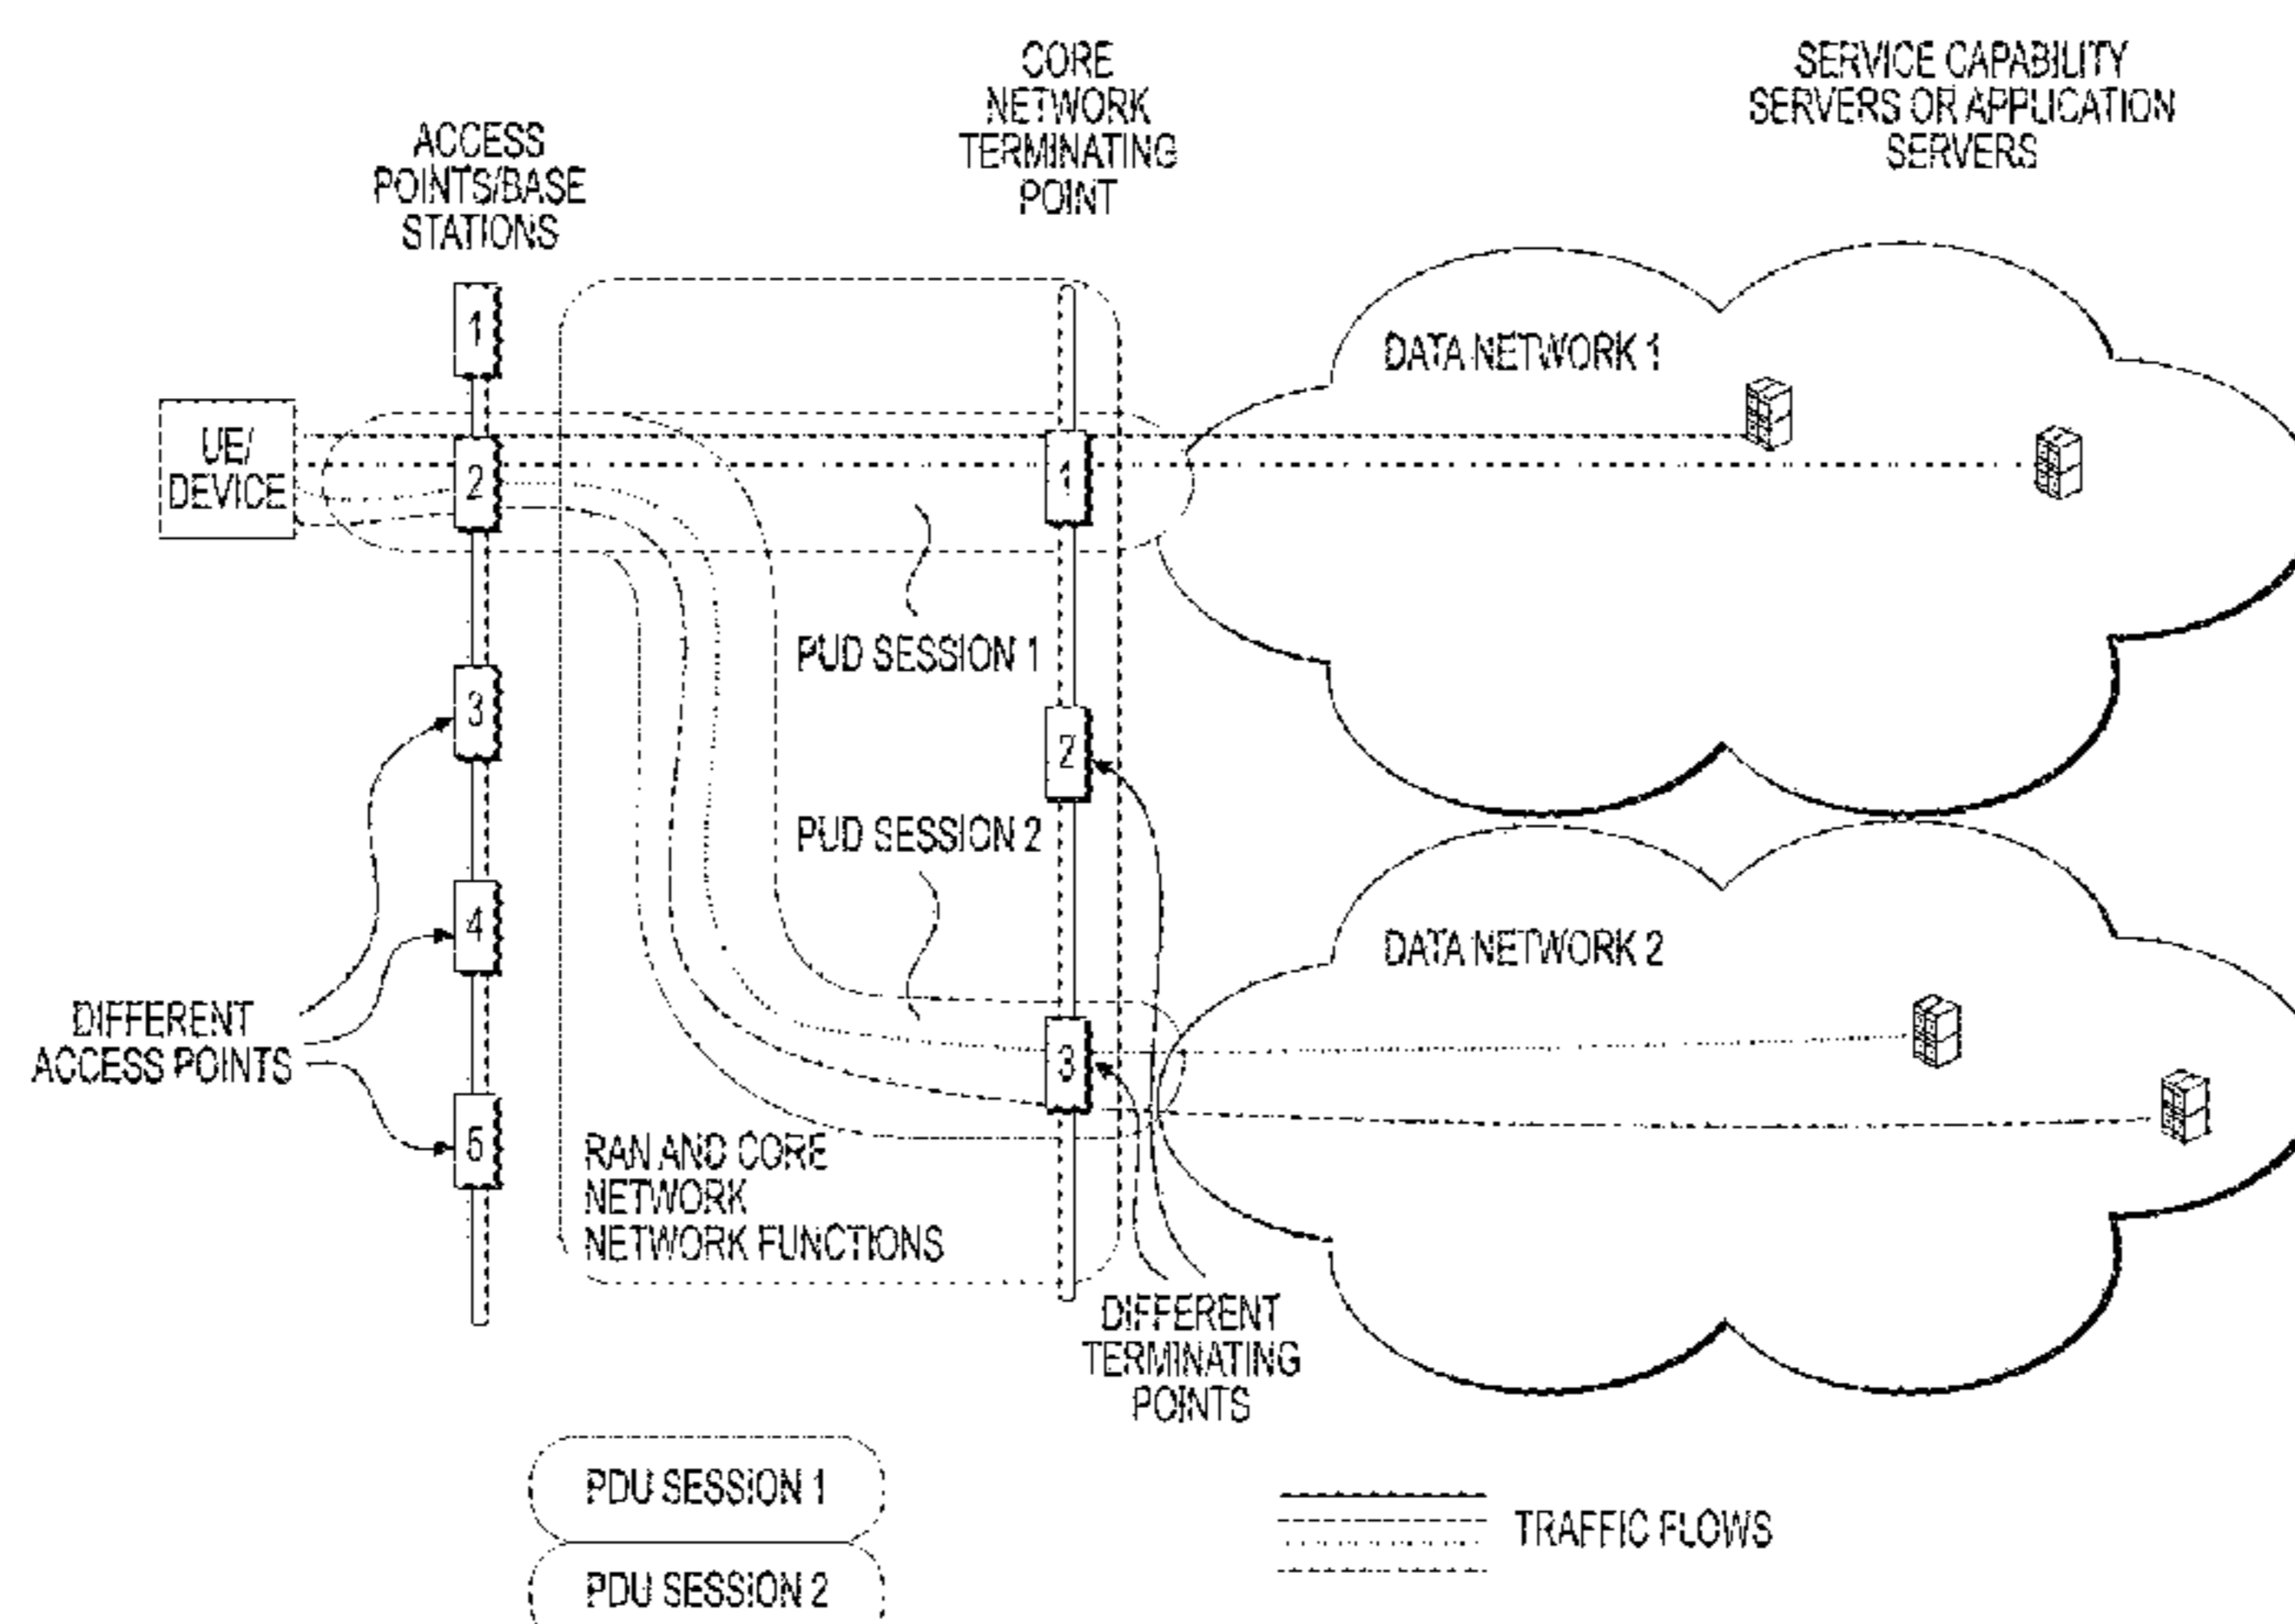 CORE
NETWORK
TERMINATING
POINT
SERVICE CAPABILITY
SERVERS OR APPLICATION
SERVERS
ACCESS
POINTS/BASE
STATIONS
1
DATA NETWORK 1
UE/
DEVICE
2
1
PUD SESSION 1
3
2
PUD SESSION 2
4
DATA NETWORK 2
DIFFERENT
ACCESS POINTS
3
5
RAN AND CORE
NETWORK
NETWORK FUNCTIONS
DIFFERENT
TERMINATING
POINTS
PDU SESSION 1
TRAFFIC FLOWS
PDU SESSION 2